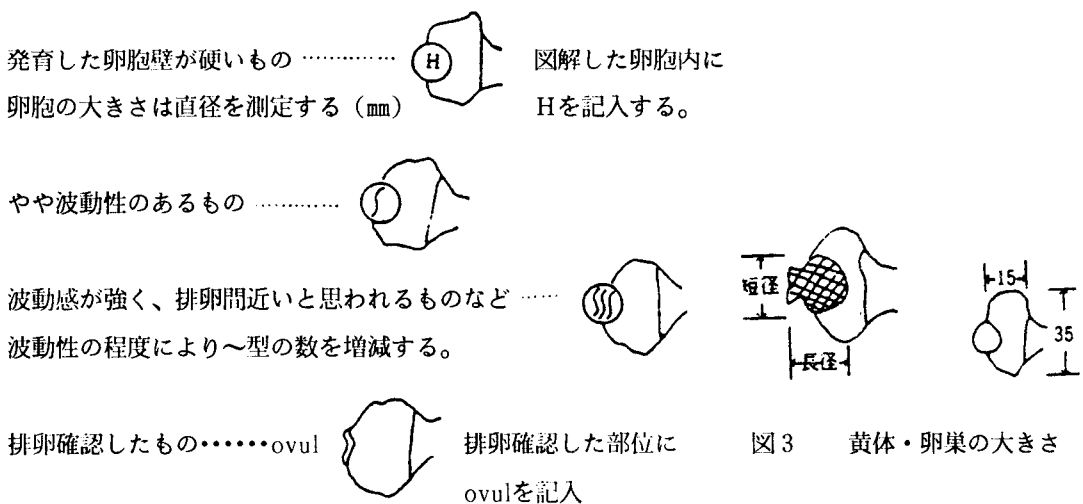 発育した卵胞壁が硬いもの …………… H 図解した卵胞内に
卵胞の大きさは直径を測定する（㎜） Hを記入する。
やや波動性のあるもの ……………
波動感が強く、排卵間近いと思われるものなど ……
波動性の程度により～型の数を増減する。
短径
長径
15
35
排卵確認したもの・・・・・・ovul 排卵確認した部位に
ovulを記入
図3 黄体・卵巣の大きさ